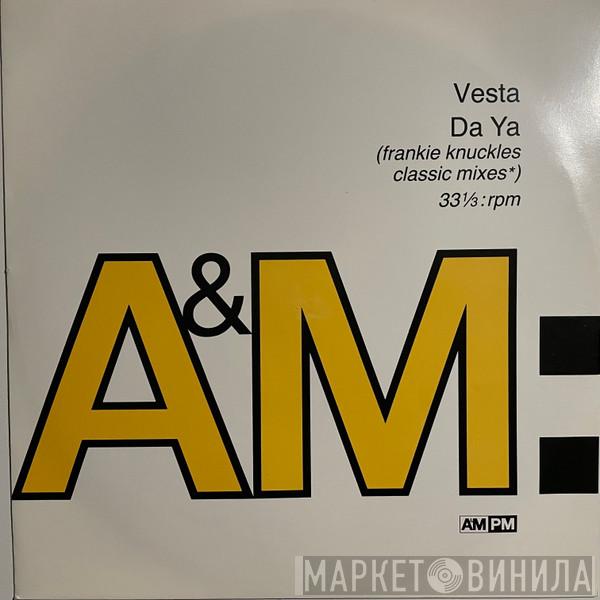 Vesta
Da Ya
(frankie knuckles
classic mixes*)
33⅓:rpm
A&M:
A&M PM
МАРКЕТ ВИНИЛА